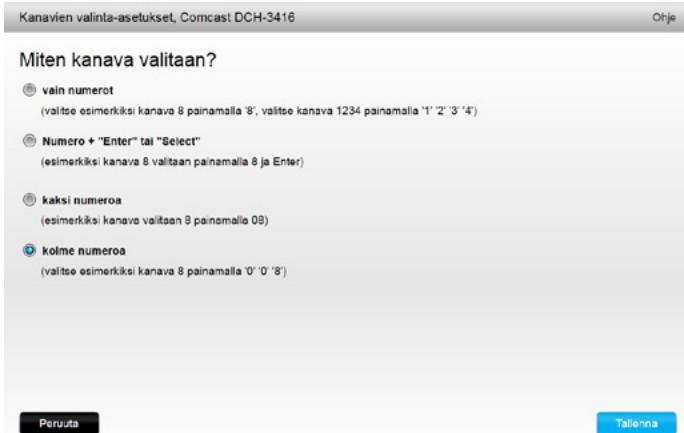 Kanavien valinta-asetukset, Comcast DCH-3416
Ohje
Miten kanava valitaan?
vain numerot
(valitse esimerkiksi kanava 8 painamalla '8', valitse kanava 1234 painamalla '1' '2' '3' '4')
Numero + "Enter" tai "Select"
(esimerkiksi kanava 8 valitaan painamalla 8 ja Enter)
kaksi numeroa
(esimerkiksi kanava valitaan 8 painamalla 08)
kolme numeroa
(valitse esimerkiksi kanava 8 painamalla '0' '0' '8')
Peruuta
Tallenna